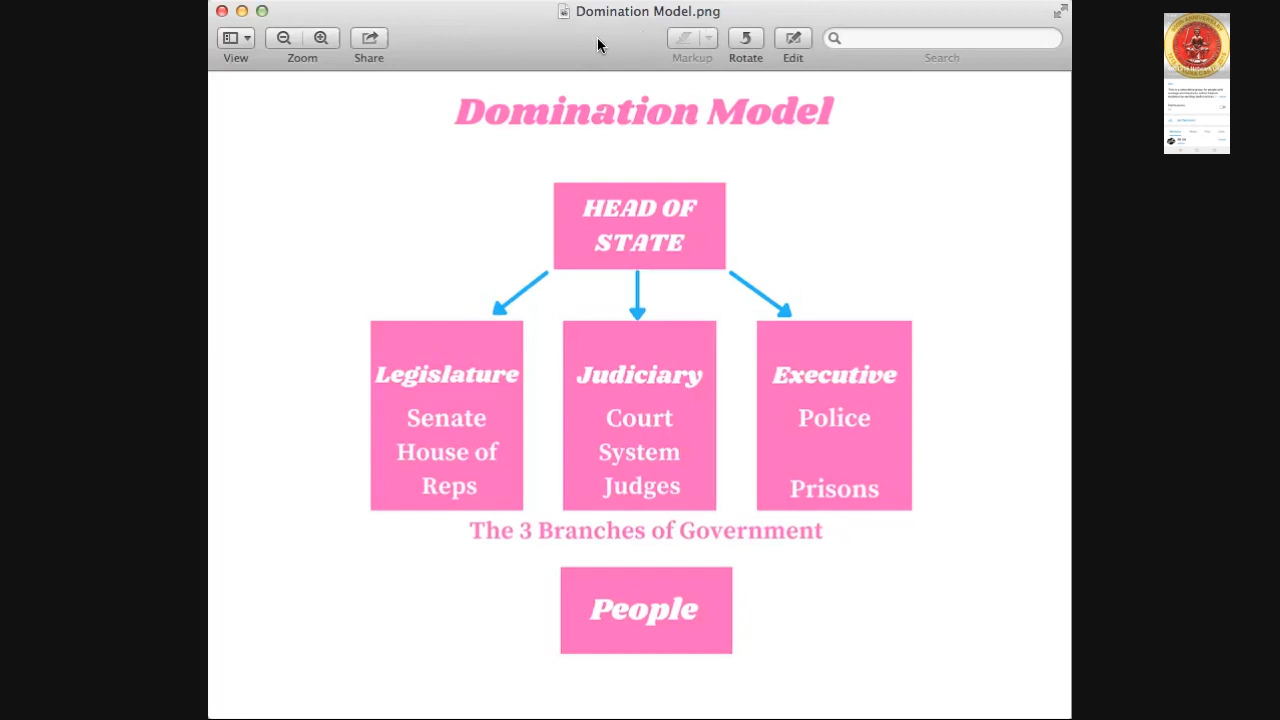 Domination Model.png
View
Zoom
Share
Markup
Rotate
Edit
Search
Domination Model
HEAD OF
STATE
Legislature
Senate
House of
Reps
Judiciary
Court
System
Judges
Executive
Police
Prisons
The 3 Branches of Government
People